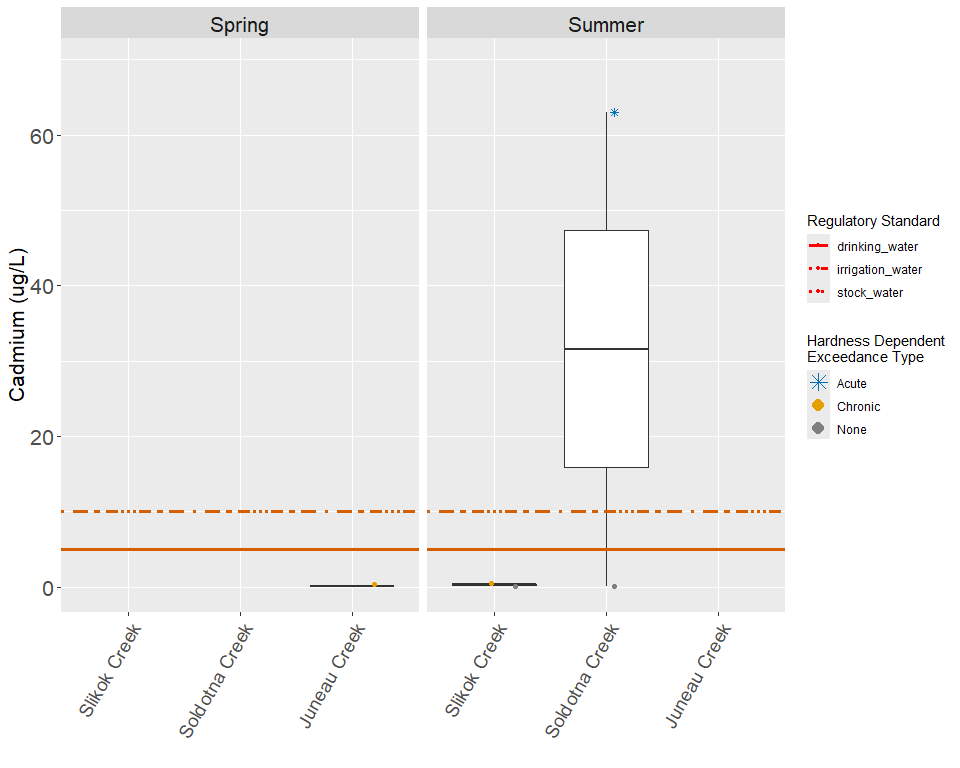 Spring
Summer
Cadmium (ug/L)
60
40
20
0
Slikok Creek
Soldotna Creek
Juneau Creek
Slikok Creek
Soldotna Creek
Juneau Creek
Regulatory Standard
drinking_water
irrigation_water
stock_water
Hardness Dependent
Exceedance Type
Acute
Chronic
None